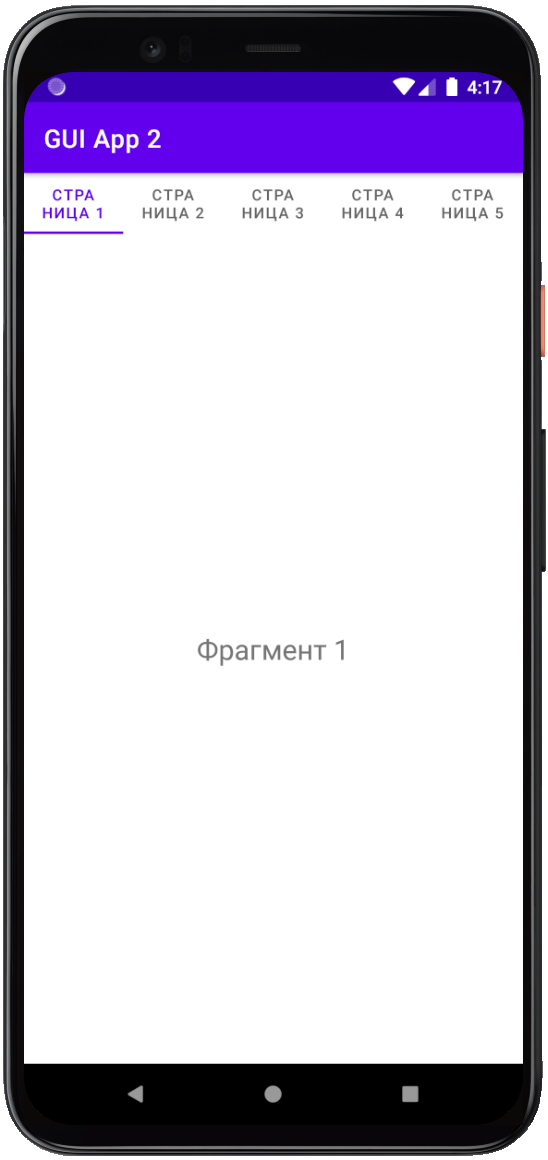 4:17
GUI App 2
СТРА
НИЦА 1
СТРА
НИЦА 2
СТРА
НИЦА 3
СТРА
НИЦА 4
СТРА
НИЦА 5
Фрагмент 1